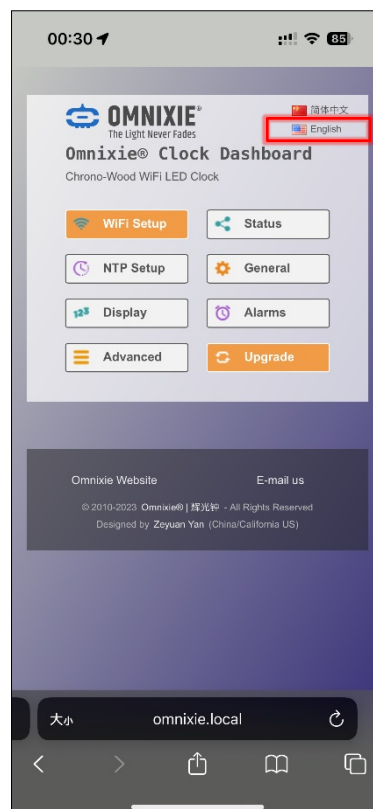 00:30
85
OMNIXIE®
The Light Never Fades
简体中文
English
Omnixie® Clock Dashboard
Chrono-Wood WiFi LED Clock
WiFi Setup
Status
NTP Setup
General
123 Display
Alarms
Advanced
Upgrade
Omnixie Website
E-mail us
© 2010-2023 Omnixie® | 辉光钟 - All Rights Reserved
Designed by Zeyuan Yan (China/California US)
大小
omnixie.local